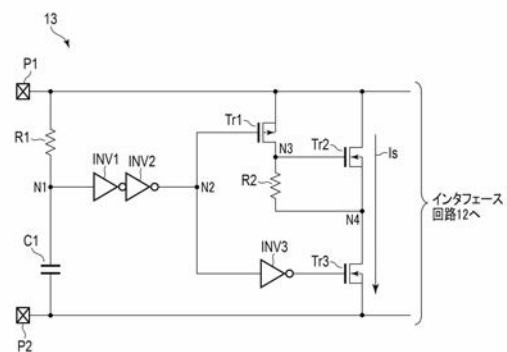 13
P1
Tr1
R1
INV1
INV2
N3
Tr2
Is
N1
N2
R2
N4
インタフェース
回路12へ
C1
INV3
Tr3
P2